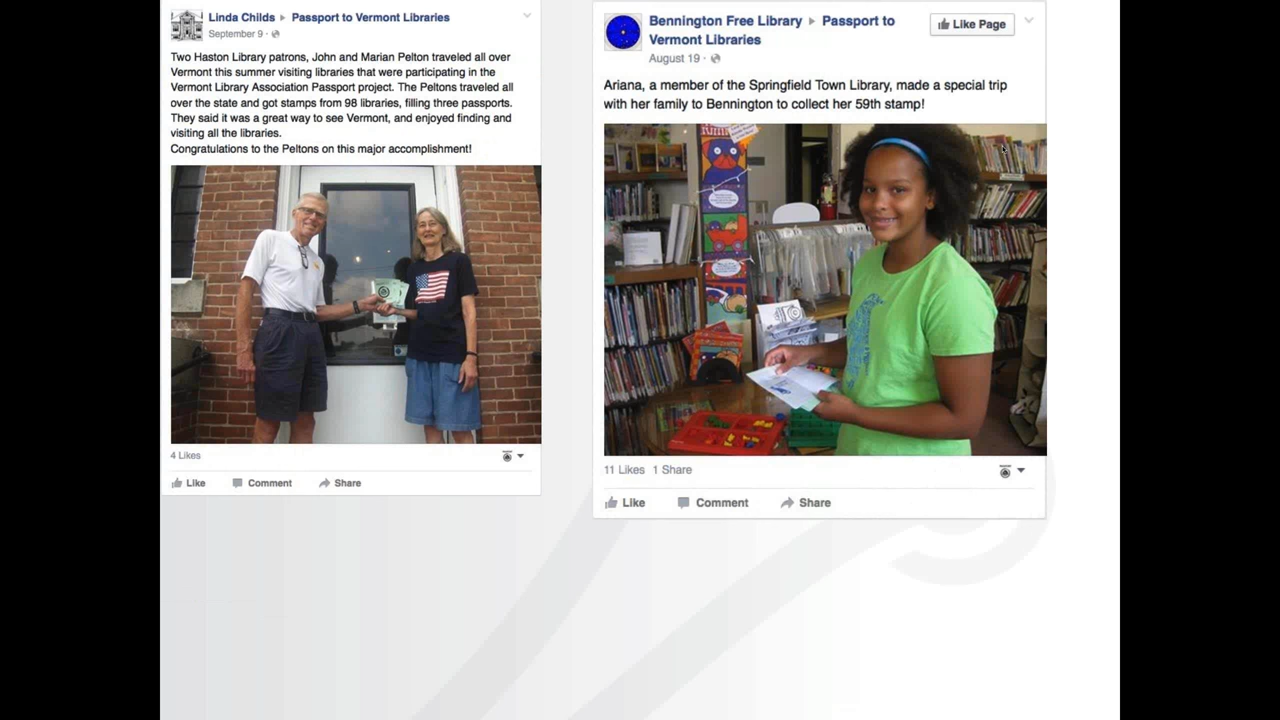 Linda Childs ▸ Passport to Vermont Libraries
September 9 ·
Two Haston Library patrons, John and Marian Pelton traveled all over
Vermont this summer visiting libraries that were participating in the
Vermont Library Association Passport project. The Peltons traveled all
over the state and got stamps from 98 libraries, filling three passports.
They said it was a great way to see Vermont, and enjoyed finding and
visiting all the libraries.
Congratulations to the Peltons on this major accomplishment!
4 Likes
Like Comment Share
Bennington Free Library ▸ Passport to
Vermont Libraries
Like Page
August 19 ·
Ariana, a member of the Springfield Town Library, made a special trip
with her family to Bennington to collect her 59th stamp!
11 Likes 1 Share
Like Comment Share